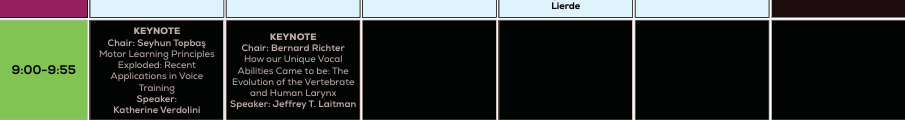 Lierde
9:00-9:55
KEYNOTE
Chair: Seyhun Topbaş
Motor Learning Principles
Exploded: Recent
Applications in Voice
Training
Speaker:
Katherine Verdolini
KEYNOTE
Chair: Bernard Richter
How our Unique Vocal
Abilities Came to be: The
Evolution of the Vertebrate
and Human Larynx
Speaker: Jeffrey T. Laitman